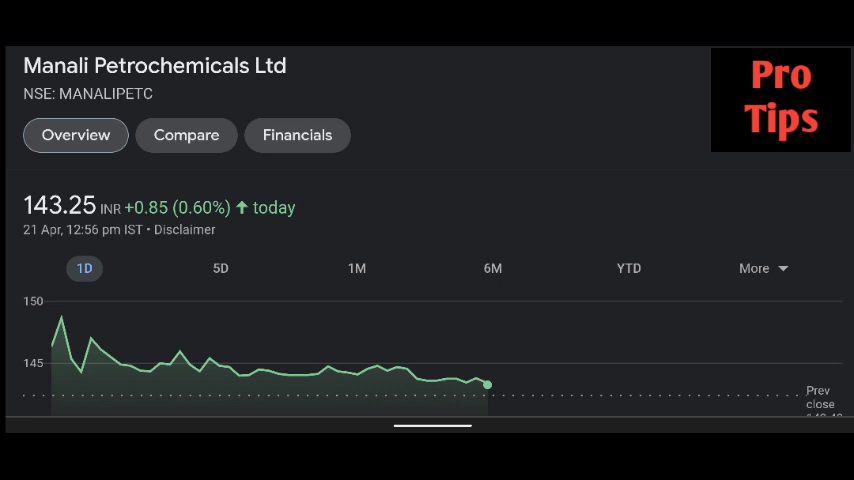 Manali Petrochemicals Ltd
NSE: MANALIPETC
Pro
Tips
Overview Compare Financials
143.25 INR +0.85 (0.60%) ↑ today
21 Apr, 12:56 pm IST • Disclaimer
1D 5D 1M 6M YTD More
150
145
Prev
close